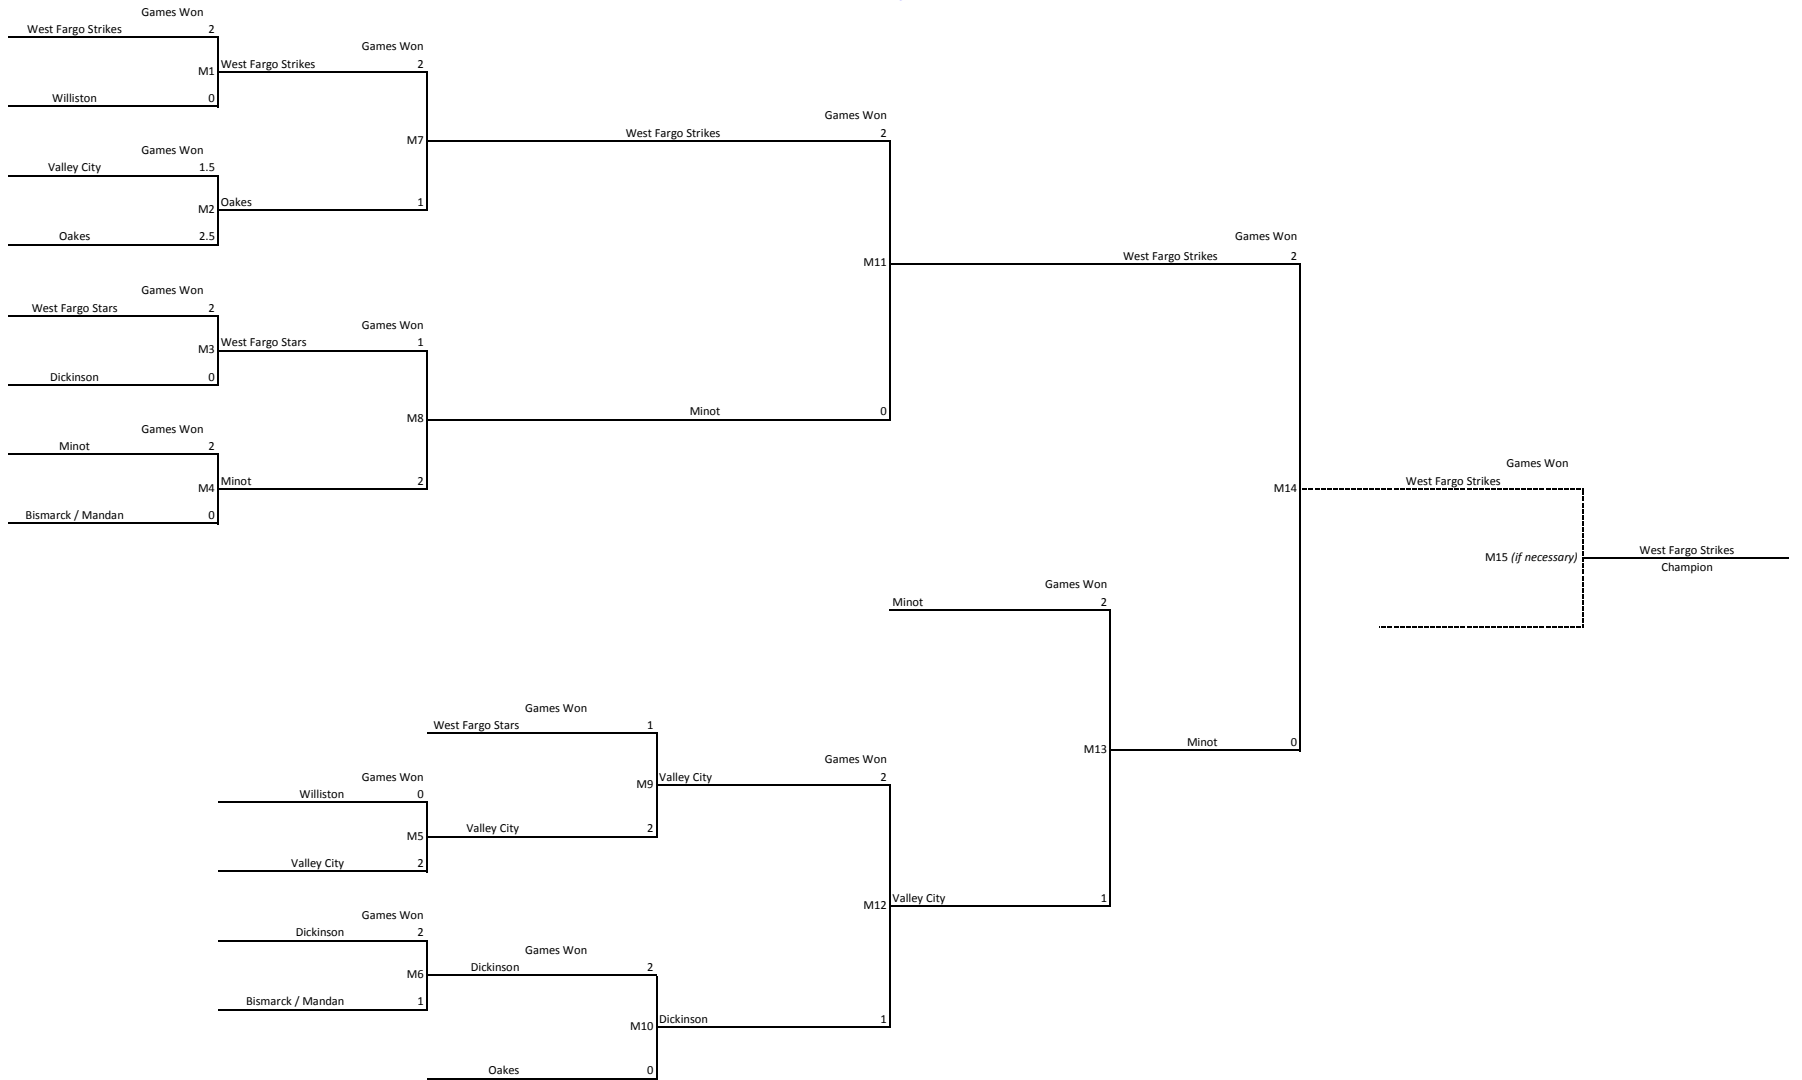 Games Won
West Fargo Strikes 2
M1
Williston 0
Games Won
West Fargo Strikes 2
M7
Games Won
Valley City 1.5
M2
Oakes 2.5
Oakes 1
Games Won
West Fargo Strikes 2
M11
Games Won
West Fargo Stars 2
M3
Dickinson 0
Games Won
West Fargo Stars 1
M8
Games Won
Minot 2
M4
Bismarck / Mandan 0
Minot 2
Minot 0
Games Won
West Fargo Strikes 2
M14
Games Won
West Fargo Strikes
M15 (if necessary)
West Fargo Strikes
Champion
Games Won
Minot 2
M13
Minot 0
Games Won
West Fargo Stars 1
M9
Games Won
Williston 0
M5
Valley City 2
Valley City 2
Games Won
Valley City 2
M12
Valley City 1
Games Won
Dickinson 2
M6
Bismarck / Mandan 1
Games Won
Dickinson 2
M10
Dickinson 1
Oakes 0